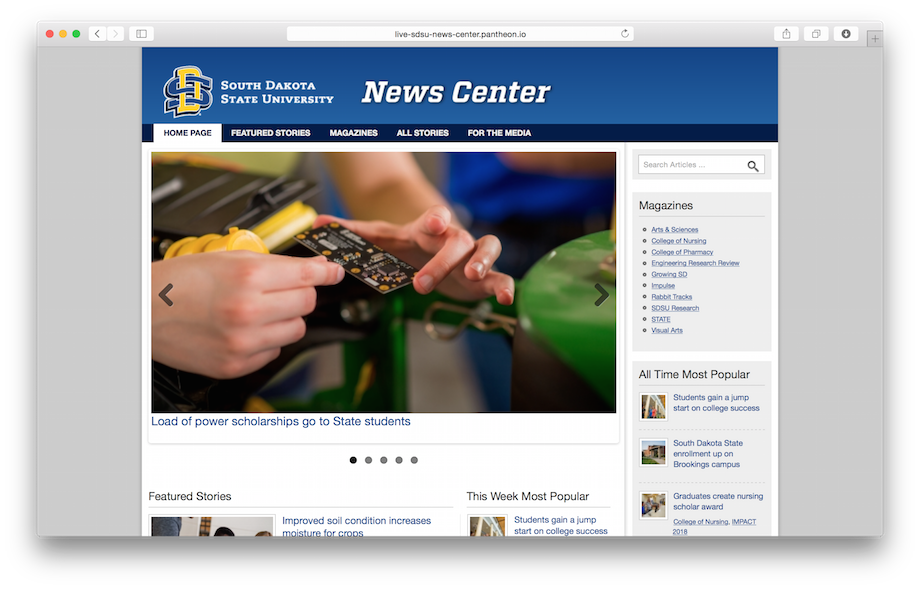 live-sdsu-news-center.pantheon.io
SOUTH DAKOTA
STATE UNIVERSITY
News Center
HOME PAGE
FEATURED STORIES
MAGAZINES
ALL STORIES
FOR THE MEDIA
Load of power scholarships go to State students
Featured Stories
Improved soil condition increases
moisture for crops
This Week Most Popular
Students gain a jump
start on college success
Search Articles ...
Magazines
Arts & Sciences
College of Nursing
College of Pharmacy
Engineering Research Review
Growing SD
Impulse
Rabbit Tracks
SDSU Research
STATE
Visual Arts
All Time Most Popular
Students gain a jump
start on college success
South Dakota State
enrollment up on
Brookings campus
Graduates create nursing
scholar award
College of Nursing, IMPACT
2018